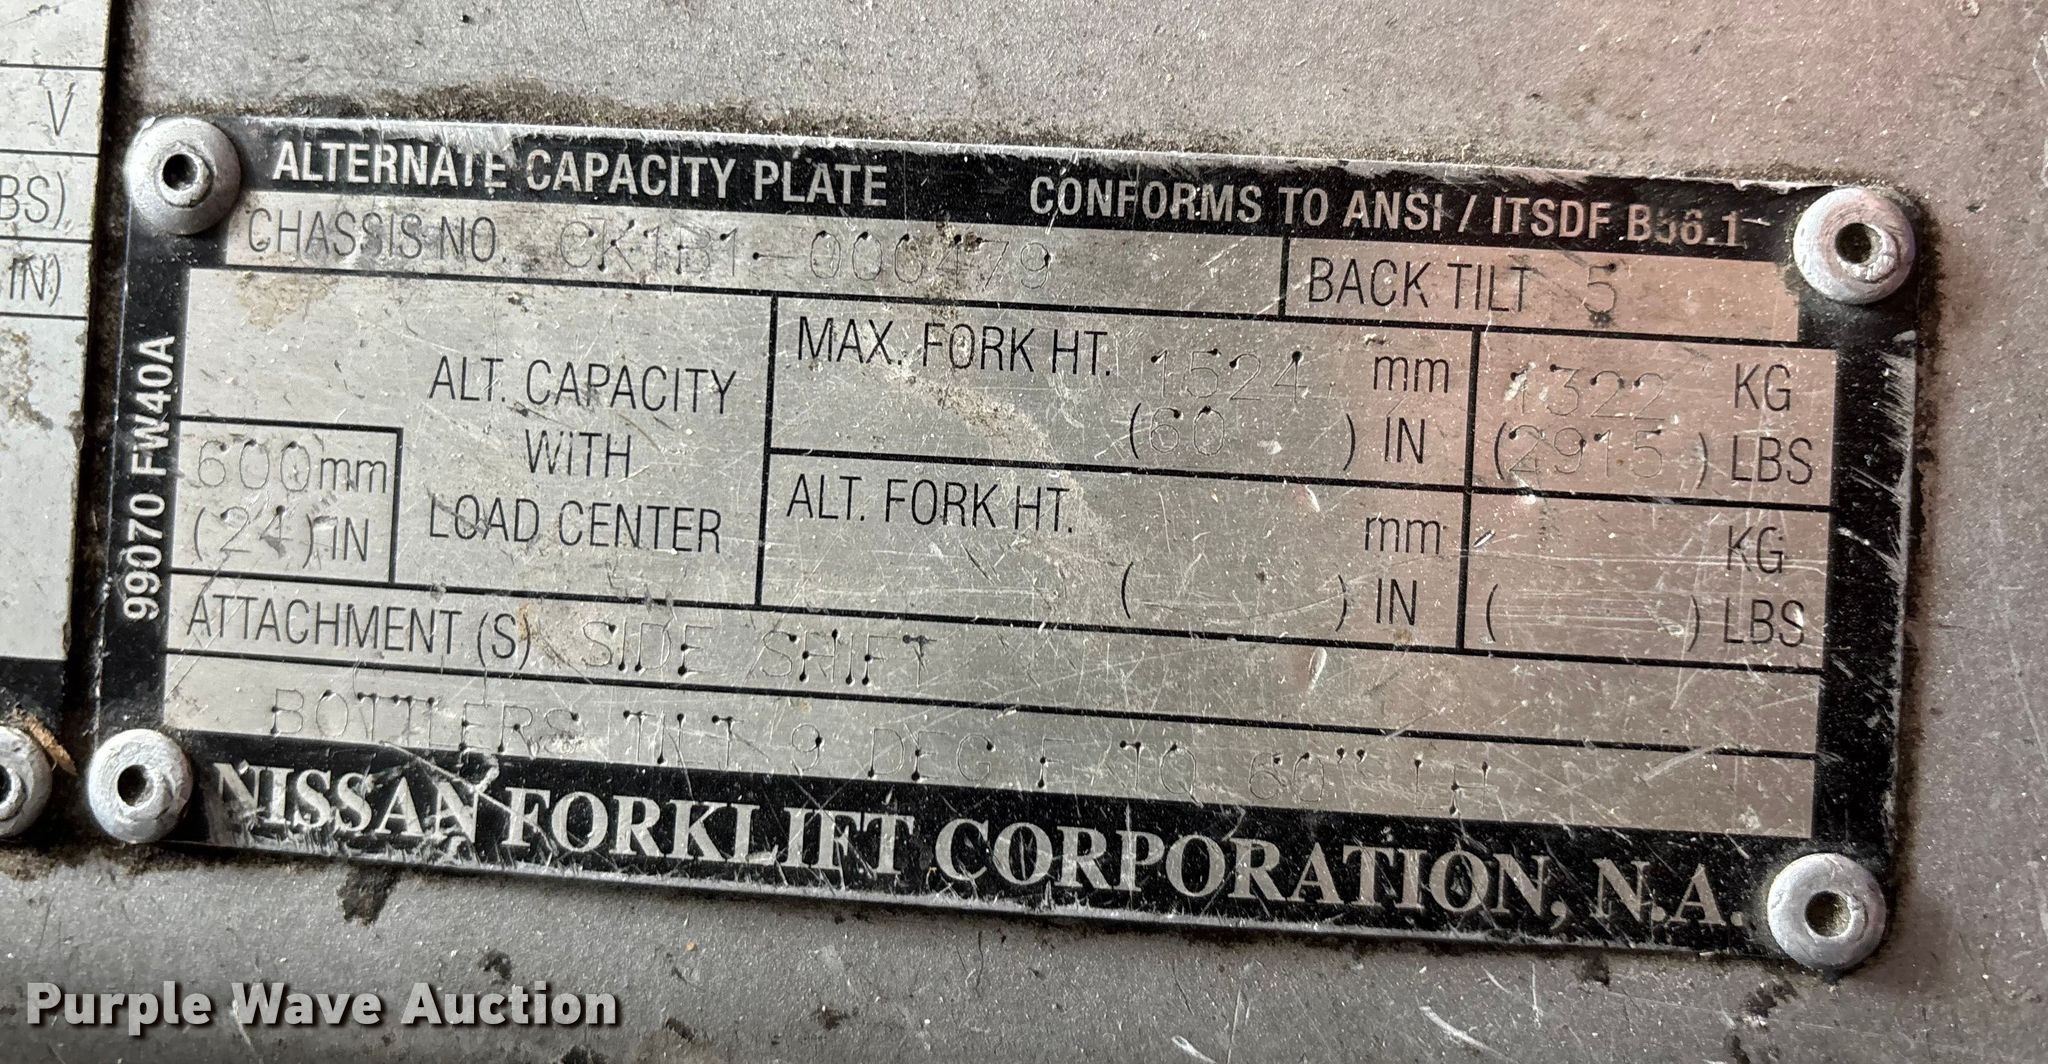 V
BS)
IN)
ALTERNATE CAPACITY PLATE CONFORMS TO ANSI / ITSDF B56.1
CHASSIS NO. CK1B1-000479
BACK TILT 5
99070 FW40A
ALT. CAPACITY
WITH
LOAD CENTER
600mm
(24) IN
MAX. FORK HT. 1524 mm
(60 ) IN
1322 KG
(2915 ) LBS
ALT. FORK HT. mm
( ) IN
KG
( ) LBS
ATTACHMENT (S) SIDE SHIFT
BOTTLERS TILT 9 DEG F TO 60" LH
NISSAN FORKLIFT CORPORATION, N.A.
Purple Wave Auction